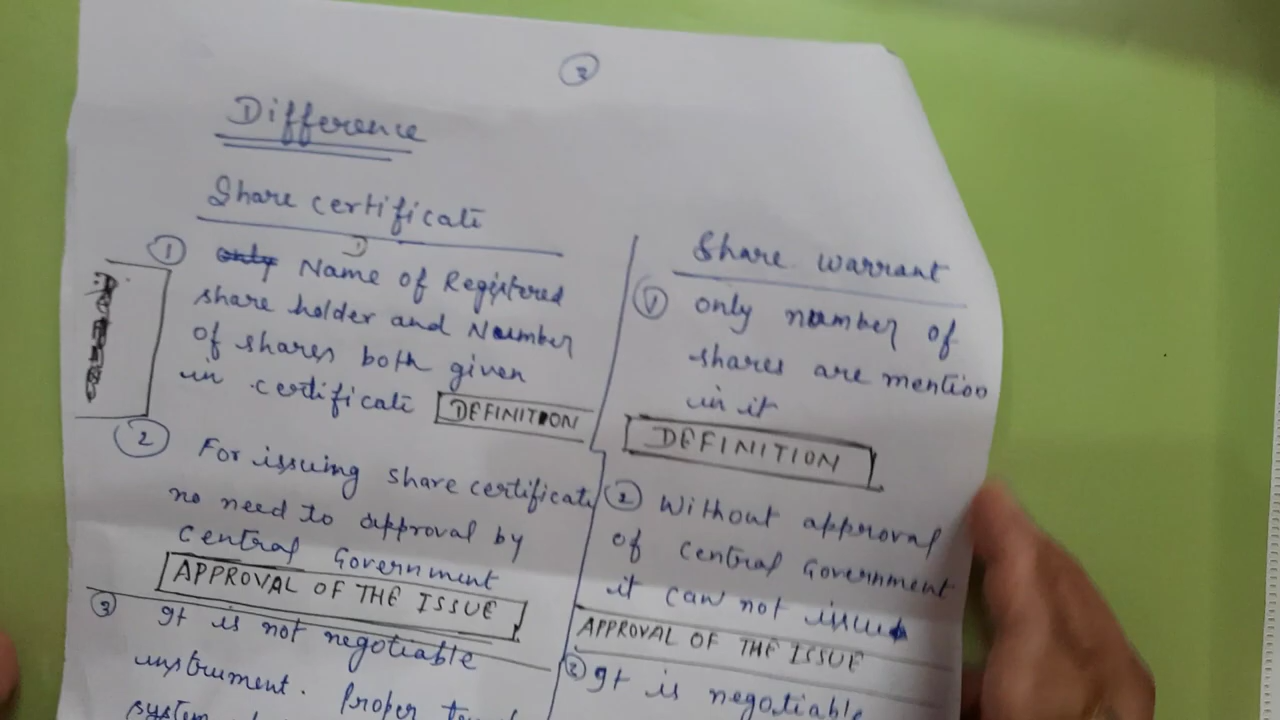 2
Difference
Share certificate
① only Name of Registered
share holder and Number
of shares both given
in certificate DEFINITION
② For issuing share certificate
no need to approval by
Central Government
APPROVAL OF THE ISSUE
③ It is not negotiable
instrument. Proper
system
Share warrant
① only number of
shares are mention
in it
DEFINITION
② Without approval
of central Government
it can not issue
APPROVAL OF THE ISSUE
③ It is negotiable